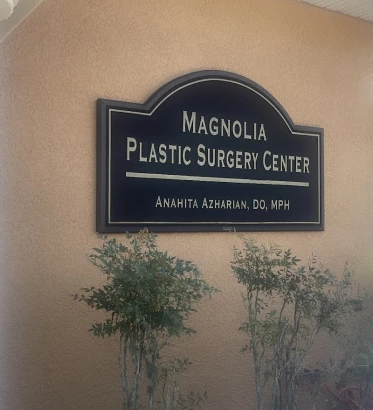 MAGNOLIA
PLASTIC SURGERY CENTER
ANAHITA AZHARIAN, DO, MPH